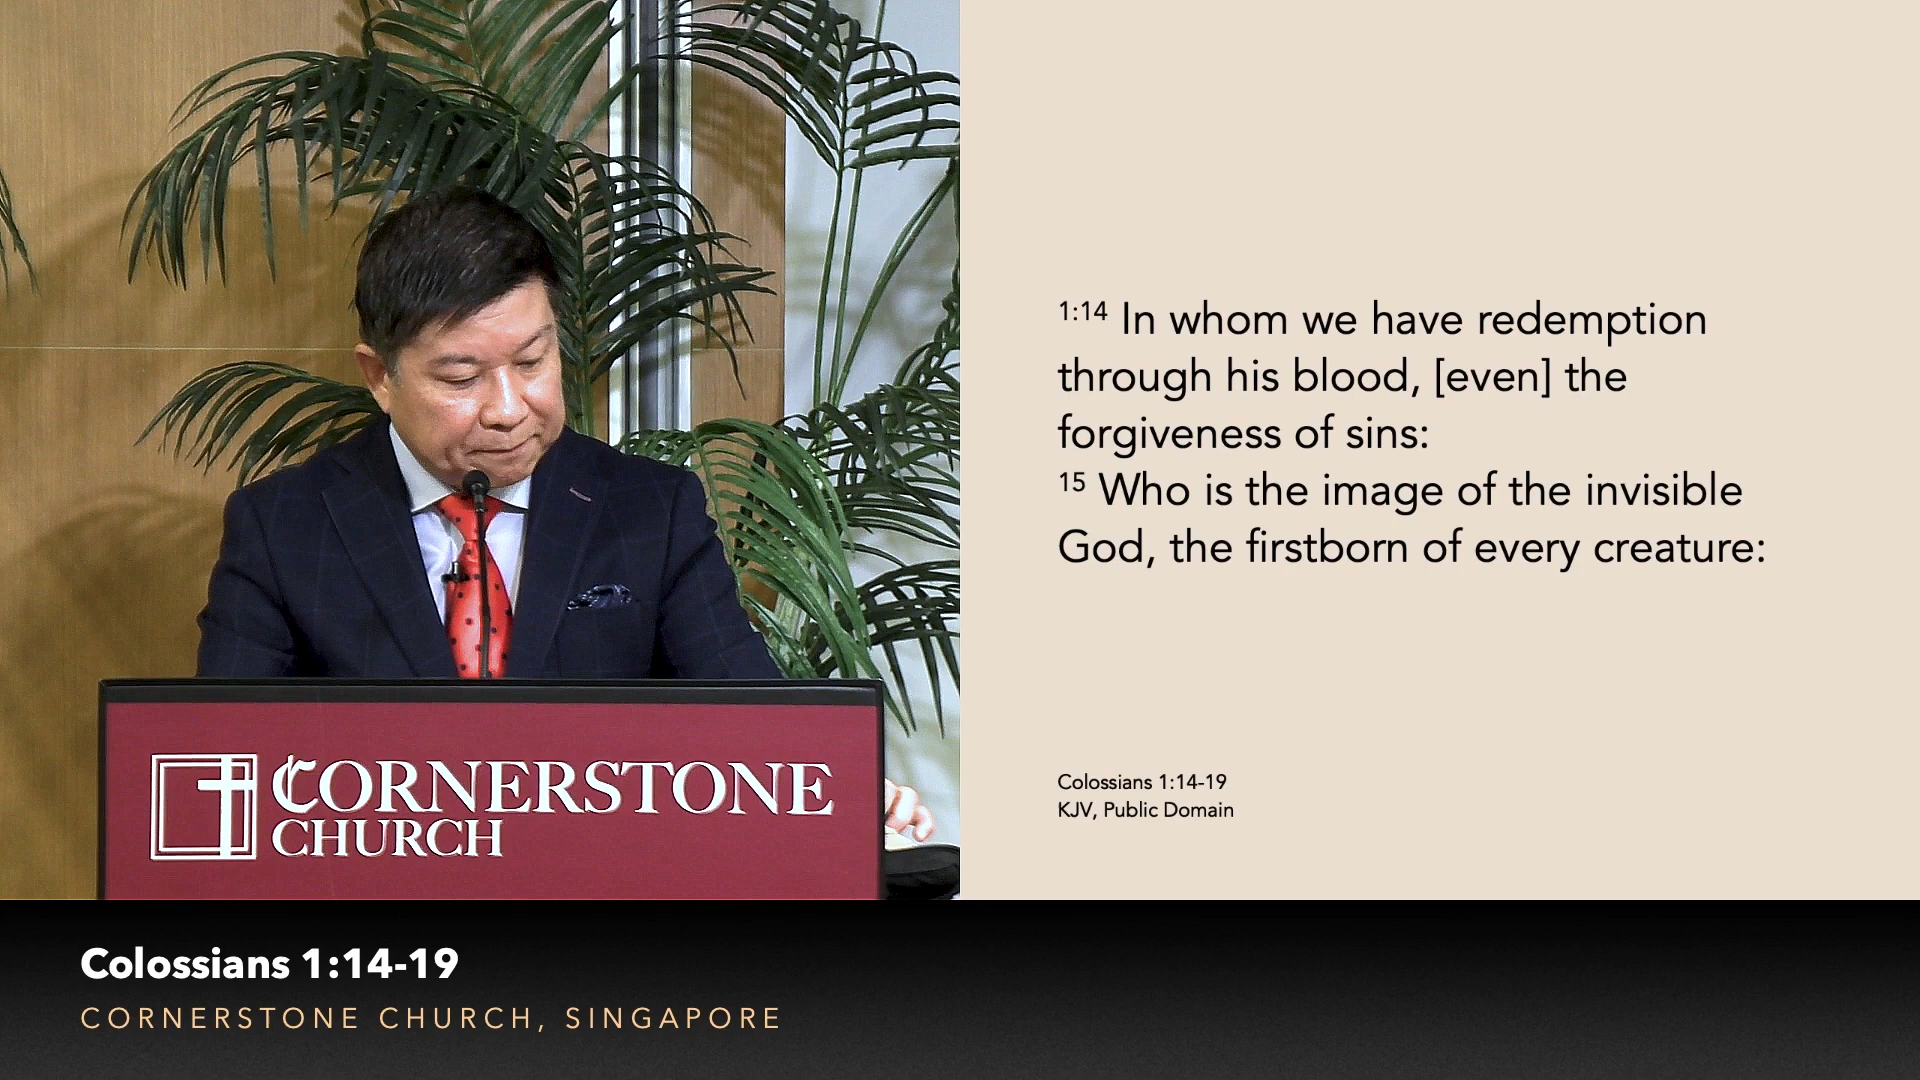 CORNERSTONE
CHURCH
1:14 In whom we have redemption
through his blood, [even] the
forgiveness of sins:
15 Who is the image of the invisible
God, the firstborn of every creature:
Colossians 1:14-19
KJV, Public Domain
Colossians 1:14-19
CORNERSTONE CHURCH, SINGAPORE